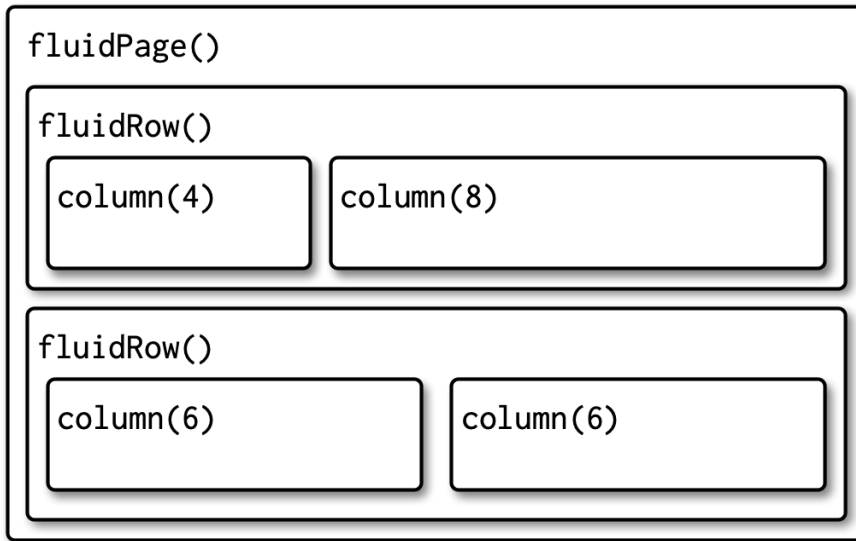 fluidPage()
fluidRow()
column(4) column(8)
fluidRow()
column(6) column(6)